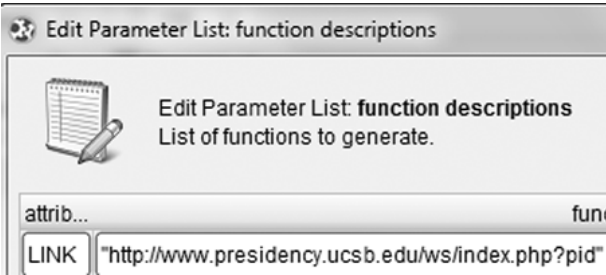 Edit Parameter List: function descriptions
Edit Parameter List: function descriptions
List of functions to generate.
attrib...
LINK "http://www.presidency.ucsb.edu/ws/index.php?pid"